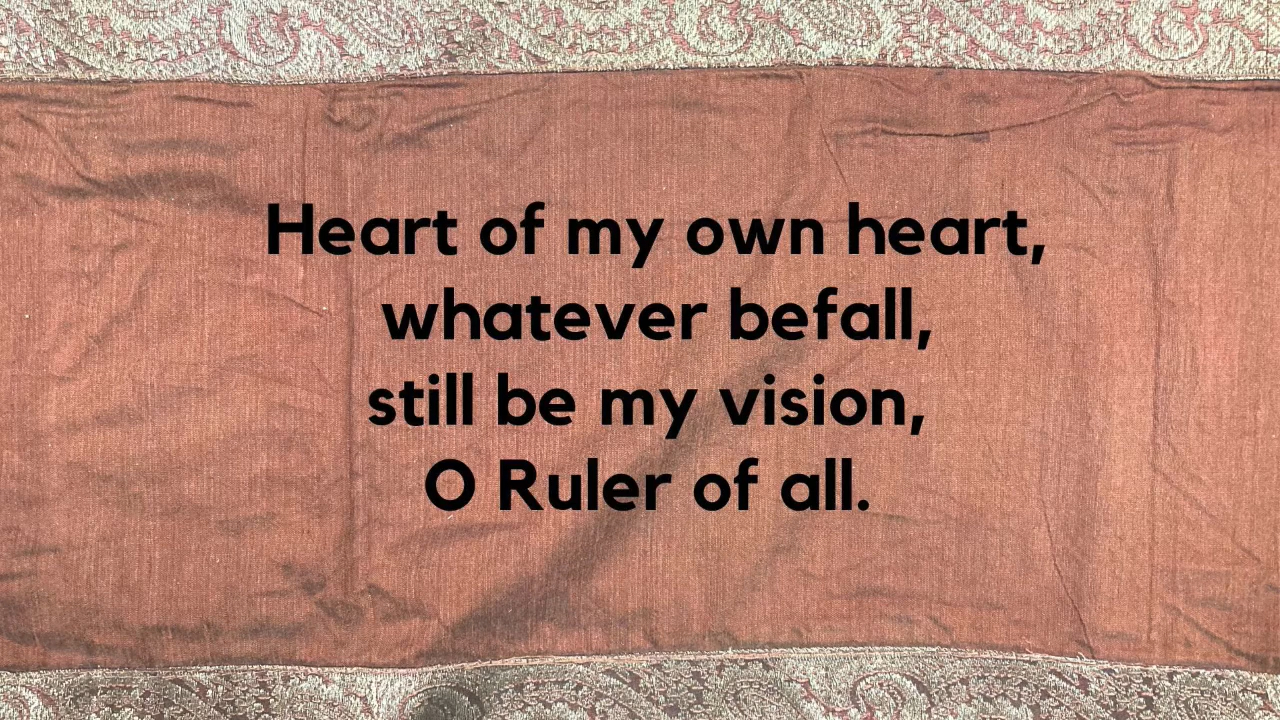 Heart of my own heart,
whatever befall,
still be my vision,
O Ruler of all.